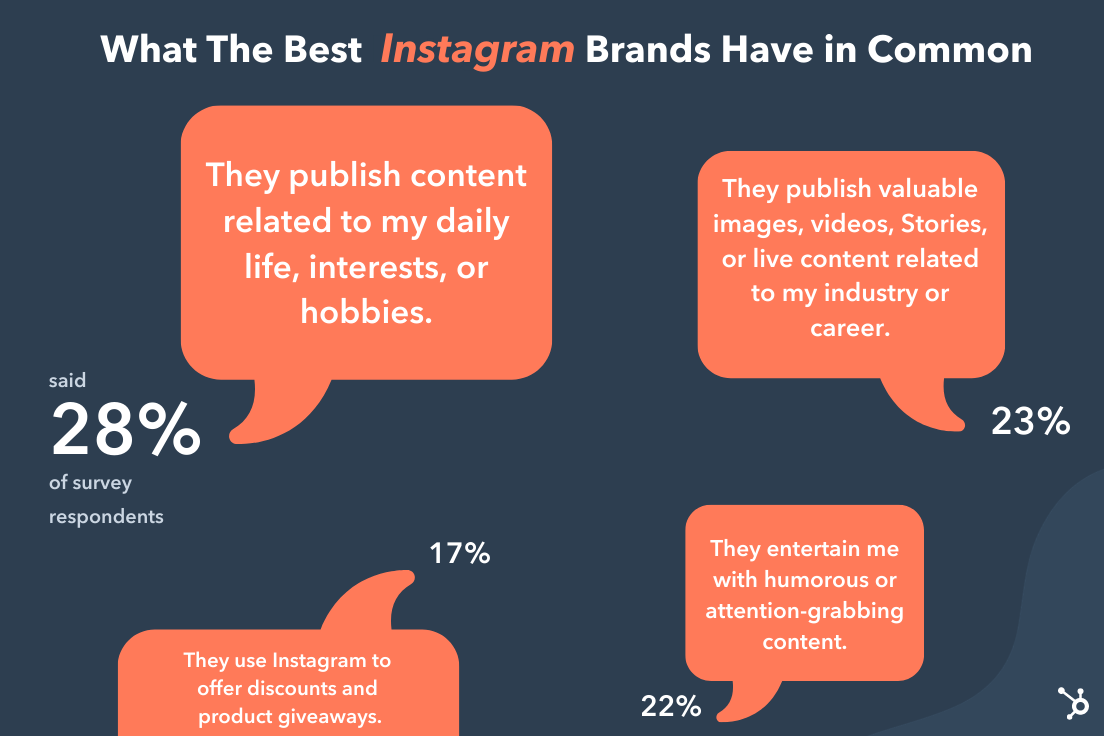 What The Best Instagram Brands Have in Common
They publish content
related to my daily
life, interests, or
hobbies.
said
28%
of survey
respondents
They publish valuable
images, videos, Stories,
or live content related
to my industry or
career.
23%
17%
They use Instagram to
offer discounts and
product giveaways.
They entertain me
with humorous or
attention-grabbing
content.
22%